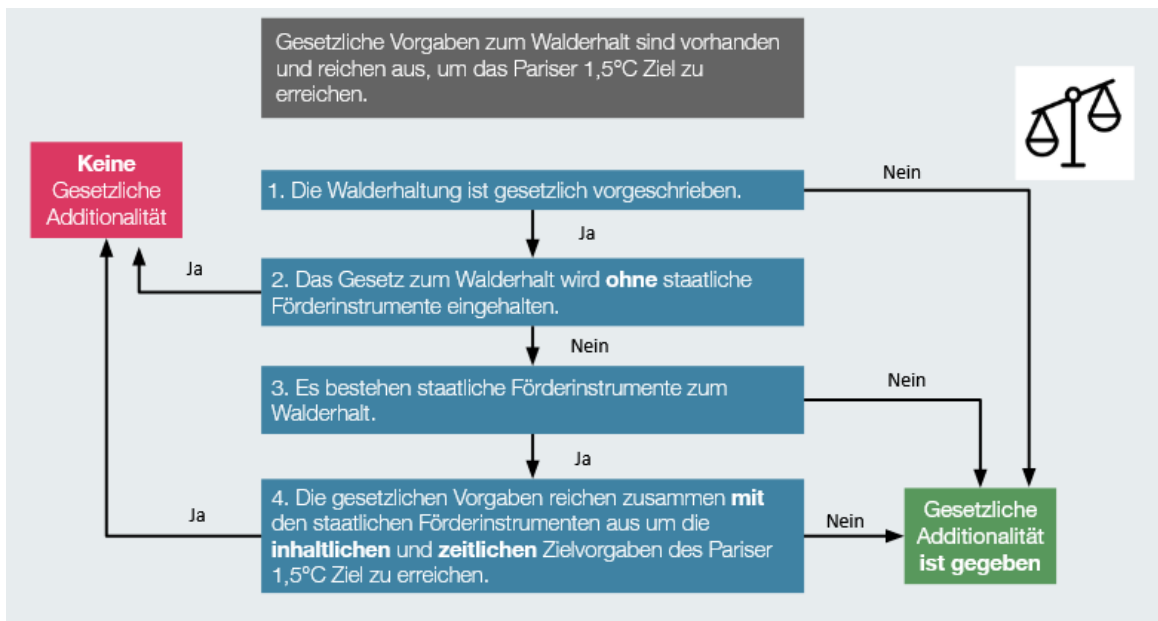 Gesetzliche Vorgaben zum Walderhalt sind vorhanden
und reichen aus, um das Pariser 1,5°C Ziel zu
erreichen.
Keine
Gesetzliche
Additionalität
1. Die Walderhaltung ist gesetzlich vorgeschrieben.
Nein
Ja
Ja
2. Das Gesetz zum Walderhalt wird ohne staatliche
Förderinstrumente eingehalten.
Nein
3. Es bestehen staatliche Förderinstrumente zum
Walderhalt.
Nein
Ja
Ja
4. Die gesetzlichen Vorgaben reichen zusammen mit
den staatlichen Förderinstrumenten aus um die
inhaltlichen und zeitlichen Zielvorgaben des Pariser
1,5°C Ziel zu erreichen.
Nein
Gesetzliche
Additionalität
ist gegeben